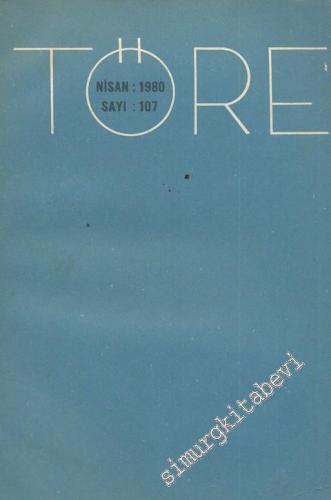 TÖRE
NİSAN : 1980
SAYI : 107
simurgkitabevi